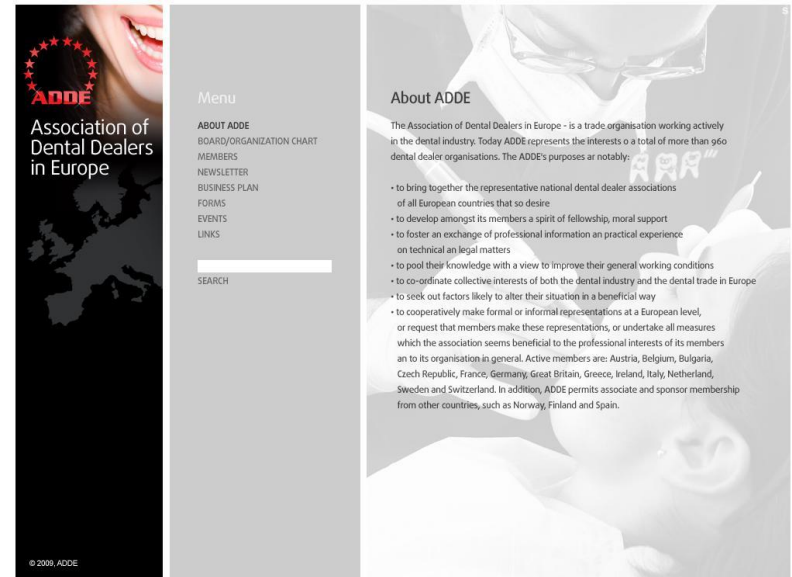 ADDE
Association of
Dental Dealers
in Europe
© 2009, ADDE
Menu
ABOUT ADDE
BOARD/ORGANIZATION CHART
MEMBERS
NEWSLETTER
BUSINESS PLAN
FORMS
EVENTS
LINKS
SEARCH
S
About ADDE
The Association of Dental Dealers in Europe - is a trade organisation working actively
in the dental industry. Today ADDE represents the interests o a total of more than 960
dental dealer organisations. The ADDE's purposes ar notably:
• to bring together the representative national dental dealer associations
of all European countries that so desire
• to develop amongst its members a spirit of fellowship, moral support
• to foster an exchange of professional information an practical experience
on technical an legal matters
• to pool their knowledge with a view to improve their general working conditions
• to co-ordinate collective interests of both the dental industry and the dental trade in Europe
• to seek out factors likely to alter their situation in a beneficial way
• to cooperatively make formal or informal representations at a European level,
or request that members make these representations, or undertake all measures
which the association seems beneficial to the professional interests of its members
an to its organisation in general. Active members are: Austria, Belgium, Bulgaria,
Czech Republic, France, Germany, Great Britain, Greece, Ireland, Italy, Netherland,
Sweden and Switzerland. In addition, ADDE permits associate and sponsor membership
from other countries, such as Norway, Finland and Spain.